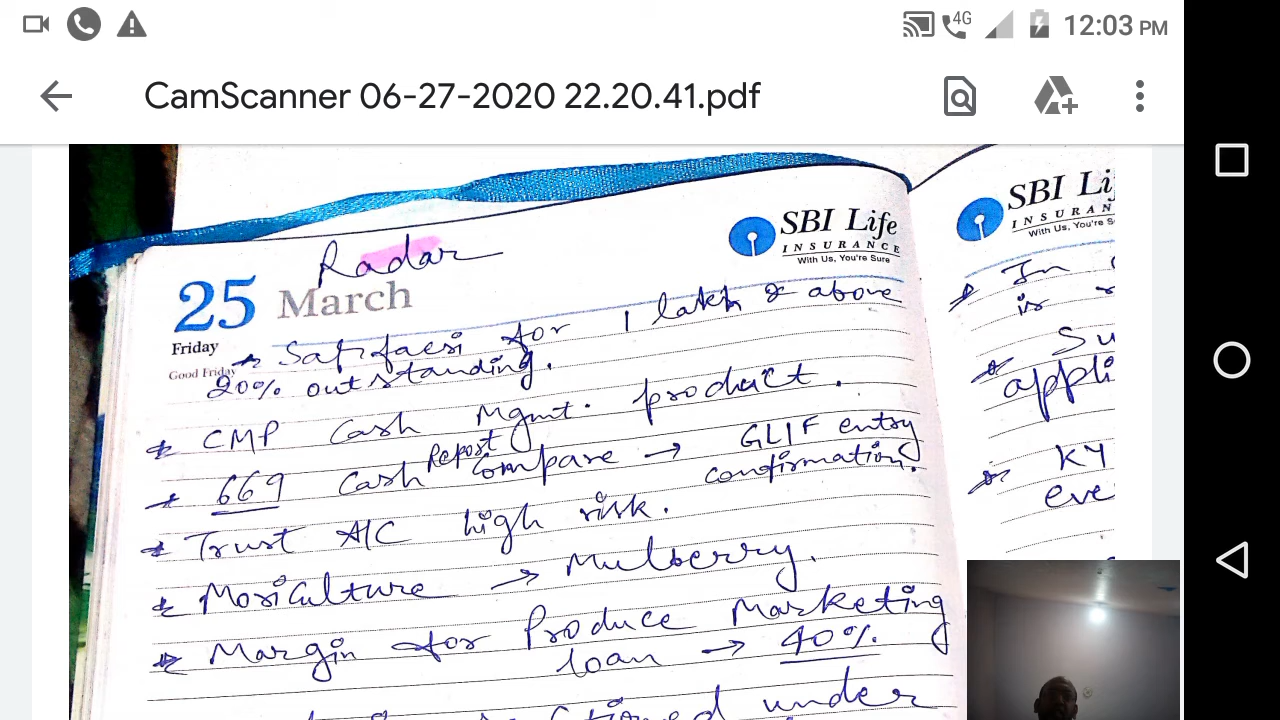 12:03 PM
4G
CamScanner 06-27-2020 22.20.41.pdf
SBI Life
INSURANCE
With Us, You're Sure
Radar
25 March
Friday
Good Friday
→ Safifaesi for 1 lakh & above
20% outstanding.
* CMP Cash Mgmt. product.
* 669 Cash Report Compare → GLIF entry
confirmation.
* Trust A/C high risk.
* Moriculture → Mulberry.
* Margin for Produce Marketing
loan → 40%.
under
SBI Li
INSURAN
With Us, You're S
* In
is
* Su
appli
* KY
eve